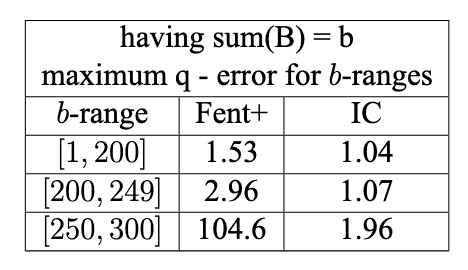 having sum(B) = b
maximum q - error for b-ranges
b-range Fent+ IC
[1, 200] 1.53 1.04
[200, 249] 2.96 1.07
[250, 300] 104.6 1.96